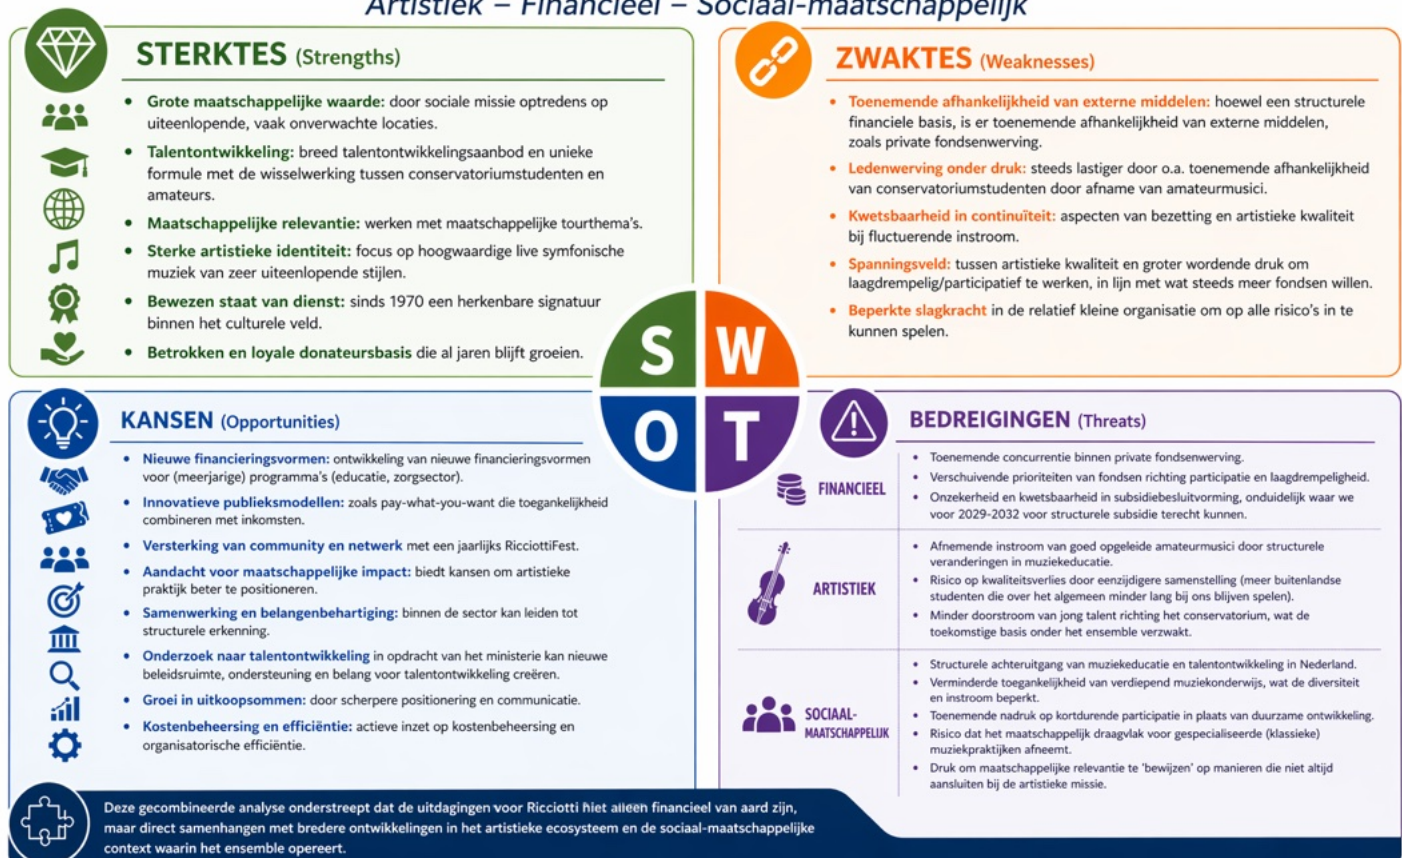 Artistiek – Financieel – Sociaal-maatschappelijk
STERKTES (Strengths)
• Grote maatschappelijke waarde: door sociale missie optredens op
uiteenlopende, vaak onverwachte locaties.
• Talentontwikkeling: breed talentontwikkelingsaanbod en unieke
formule met de wisselwerking tussen conservatoriumstudenten en
amateurs.
• Maatschappelijke relevantie: werken met maatschappelijke tourthema's.
• Sterke artistieke identiteit: focus op hoogwaardige live symfonische
muziek van zeer uiteenlopende stijlen.
• Bewezen staat van dienst: sinds 1970 een herkenbare signatuur
binnen het culturele veld.
• Betrokken en loyale donateursbasis die al jaren blijft groeien.
ZWAKTES (Weaknesses)
• Toenemende afhankelijkheid van externe middelen: hoewel een structurele
financiele basis, is er toenemende afhankelijkheid van externe middelen,
zoals private fondsenwerving.
• Ledenwerving onder druk: steeds lastiger door o.a. toenemende afhankelijkheid
van conservatoriumstudenten door afname van amateurmusici.
• Kwetsbaarheid in continuïteit: aspecten van bezetting en artistieke kwaliteit
bij fluctuerende instroom.
• Spanningsveld: tussen artistieke kwaliteit en groter wordende druk om
laagdrempelig/participatief te werken, in lijn met wat steeds meer fondsen willen.
• Beperkte slagkracht in de relatief kleine organisatie om op alle risico's in te
kunnen spelen.
S W
O T
KANSEN (Opportunities)
• Nieuwe financieringsvormen: ontwikkeling van nieuwe financieringsvormen
voor (meerjarige) programma's (educatie, zorgsector).
• Innovatieve publieksmodellen: zoals pay-what-you-want die toegankelijkheid
combineren met inkomsten.
• Versterking van community en netwerk met een jaarlijks RicciottiFest.
• Aandacht voor maatschappelijke impact: biedt kansen om artistieke
praktijk beter te positioneren.
• Samenwerking en belangenbehartiging: binnen de sector kan leiden tot
structurele erkenning.
• Onderzoek naar talentontwikkeling in opdracht van het ministerie kan nieuwe
beleidsruimte, ondersteuning en belang voor talentontwikkeling creëren.
• Groei in uitkoopsommen: door scherpere positionering en communicatie.
• Kostenbeheersing en efficiëntie: actieve inzet op kostenbeheersing en
organisatorische efficiëntie.
BEDREIGINGEN (Threats)
FINANCIEEL
• Toenemende concurrentie binnen private fondsenwerving.
• Verschuivende prioriteiten van fondsen richting participatie en laagdrempeligheid.
• Onzekerheid en kwetsbaarheid in subsidiebesluitvorming, onduidelijk waar we
voor 2029-2032 voor structurele subsidie terecht kunnen.
ARTISTIEK
• Afnemende instroom van goed opgeleide amateurmusici door structurele
veranderingen in muziekeducatie.
• Risico op kwaliteitsverlies door eenzijdigere samenstelling (meer buitenlandse
studenten die over het algemeen minder lang bij ons blijven spelen).
• Minder doorstroom van jong talent richting het conservatorium, wat de
toekomstige basis onder het ensemble verzwakt.
SOCIAAL-
MAATSCHAPPELIJK
• Structurele achteruitgang van muziekeducatie en talentontwikkeling in Nederland.
• Verminderde toegankelijkheid van verdiepend muziekonderwijs, wat de diversiteit
en instroom beperkt.
• Toenemende nadruk op kortdurende participatie in plaats van duurzame ontwikkeling.
• Risico dat het maatschappelijk draagvlak voor gespecialiseerde (klassieke)
muziekpraktijken afneemt.
• Druk om maatschappelijke relevantie te 'bewijzen' op manieren die niet altijd
aansluiten bij de artistieke missie.
Deze gecombineerde analyse onderstreept dat de uitdagingen voor Ricciotti niet alleen financieel van aard zijn,
maar direct samenhangen met bredere ontwikkelingen in het artistieke ecosysteem en de sociaal-maatschappelijke
context waarin het ensemble opereert.